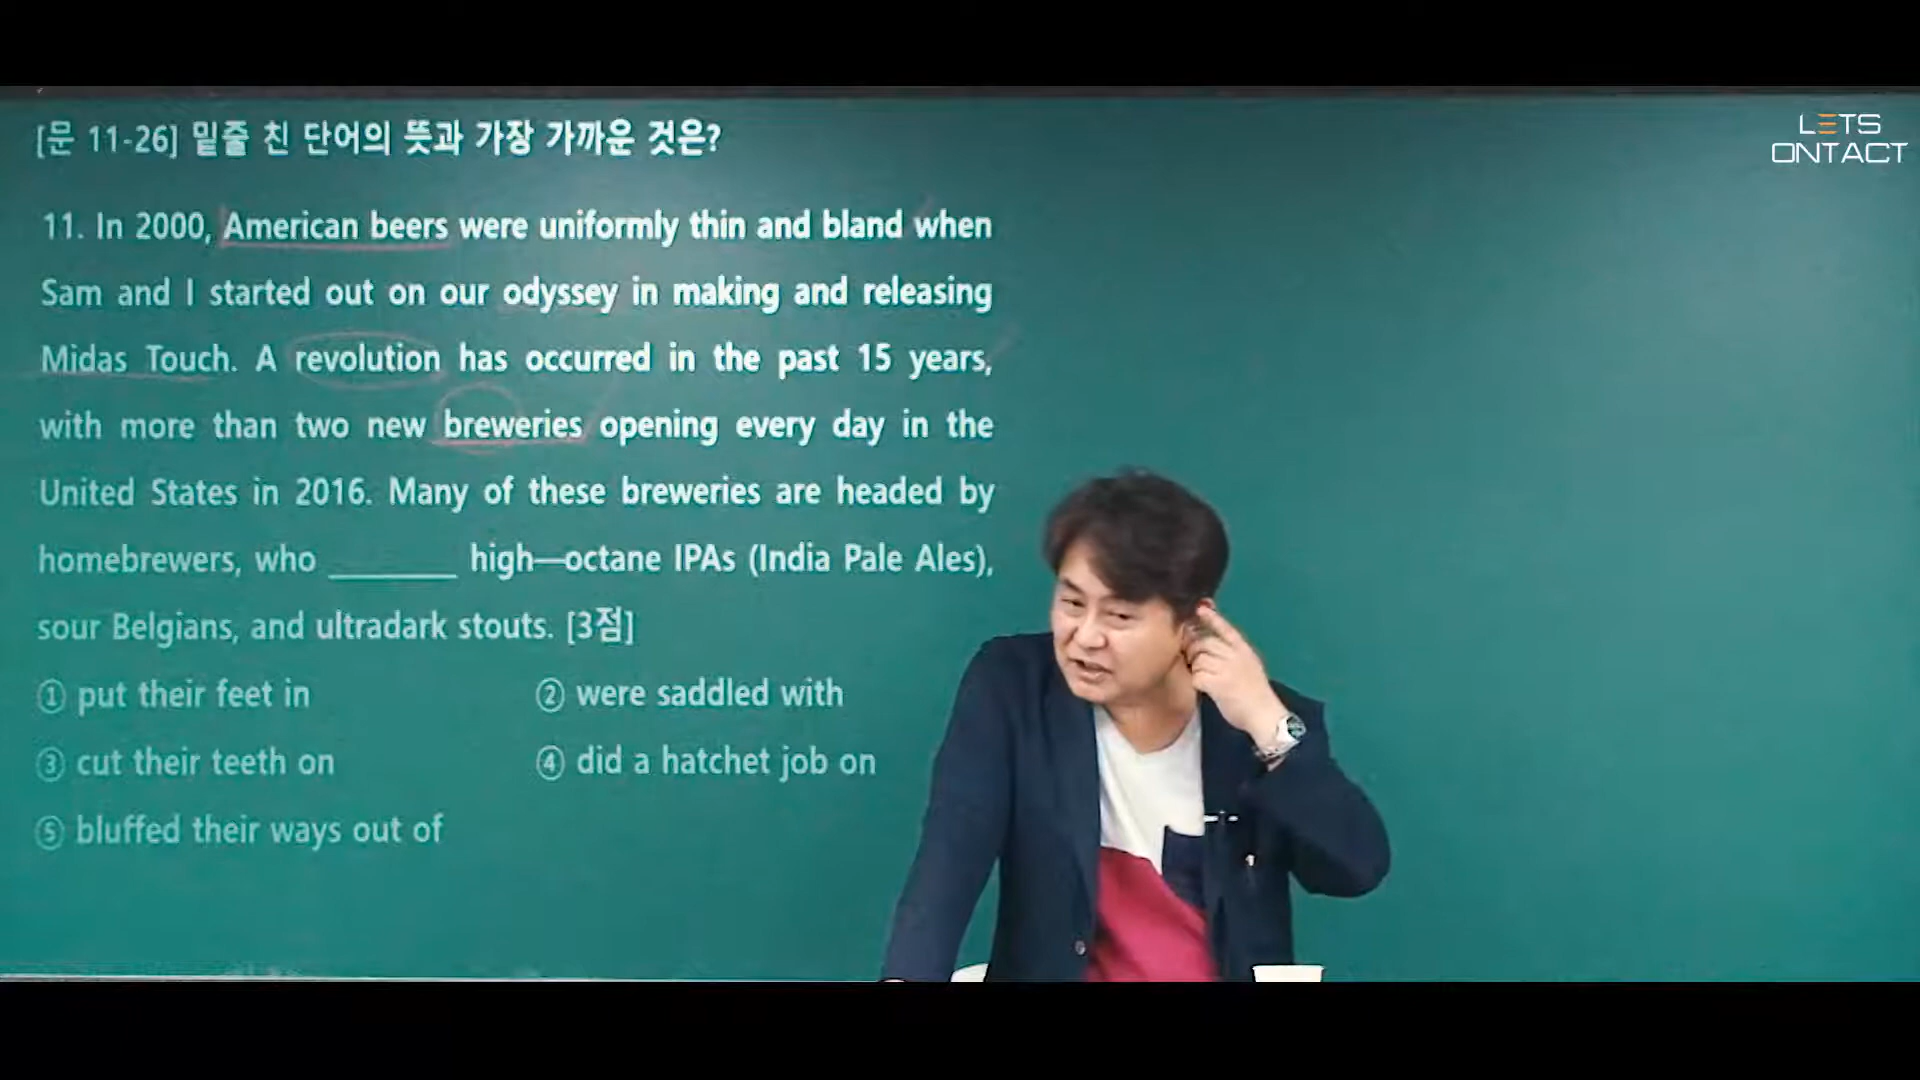 LETS
ONTACT
[문 11-26] 밑줄 친 단어의 뜻과 가장 가까운 것은?
11. In 2000, American beers were uniformly thin and bland when
Sam and I started out on our odyssey in making and releasing
Midas Touch. A revolution has occurred in the past 15 years,
with more than two new breweries opening every day in the
United States in 2016. Many of these breweries are headed by
homebrewers, who ________ high—octane IPAs (India Pale Ales),
sour Belgians, and ultradark stouts. [3점]
① put their feet in ② were saddled with
③ cut their teeth on ④ did a hatchet job on
⑤ bluffed their ways out of